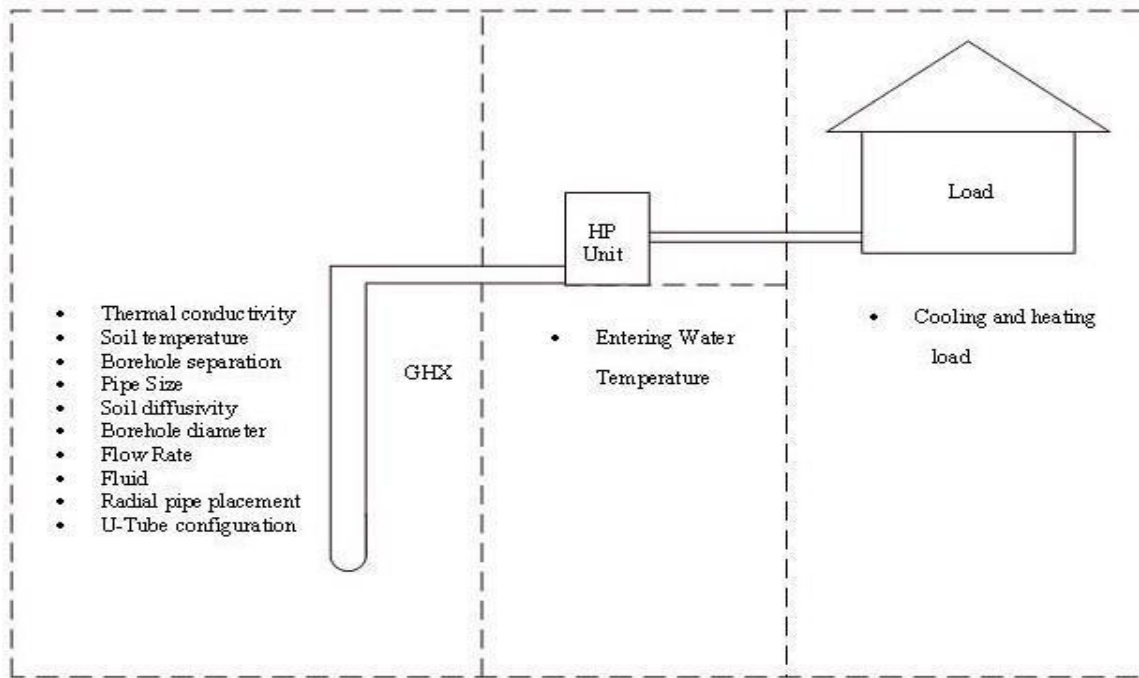 Load
HP
Unit
• Thermal conductivity
• Soil temperature
• Borehole separation
• Pipe Size
• Soil diffusivity
• Borehole diameter
• Flow Rate
• Fluid
• Radial pipe placement
• U-Tube configuration
GHX
• Entering Water
Temperature
• Cooling and heating
load